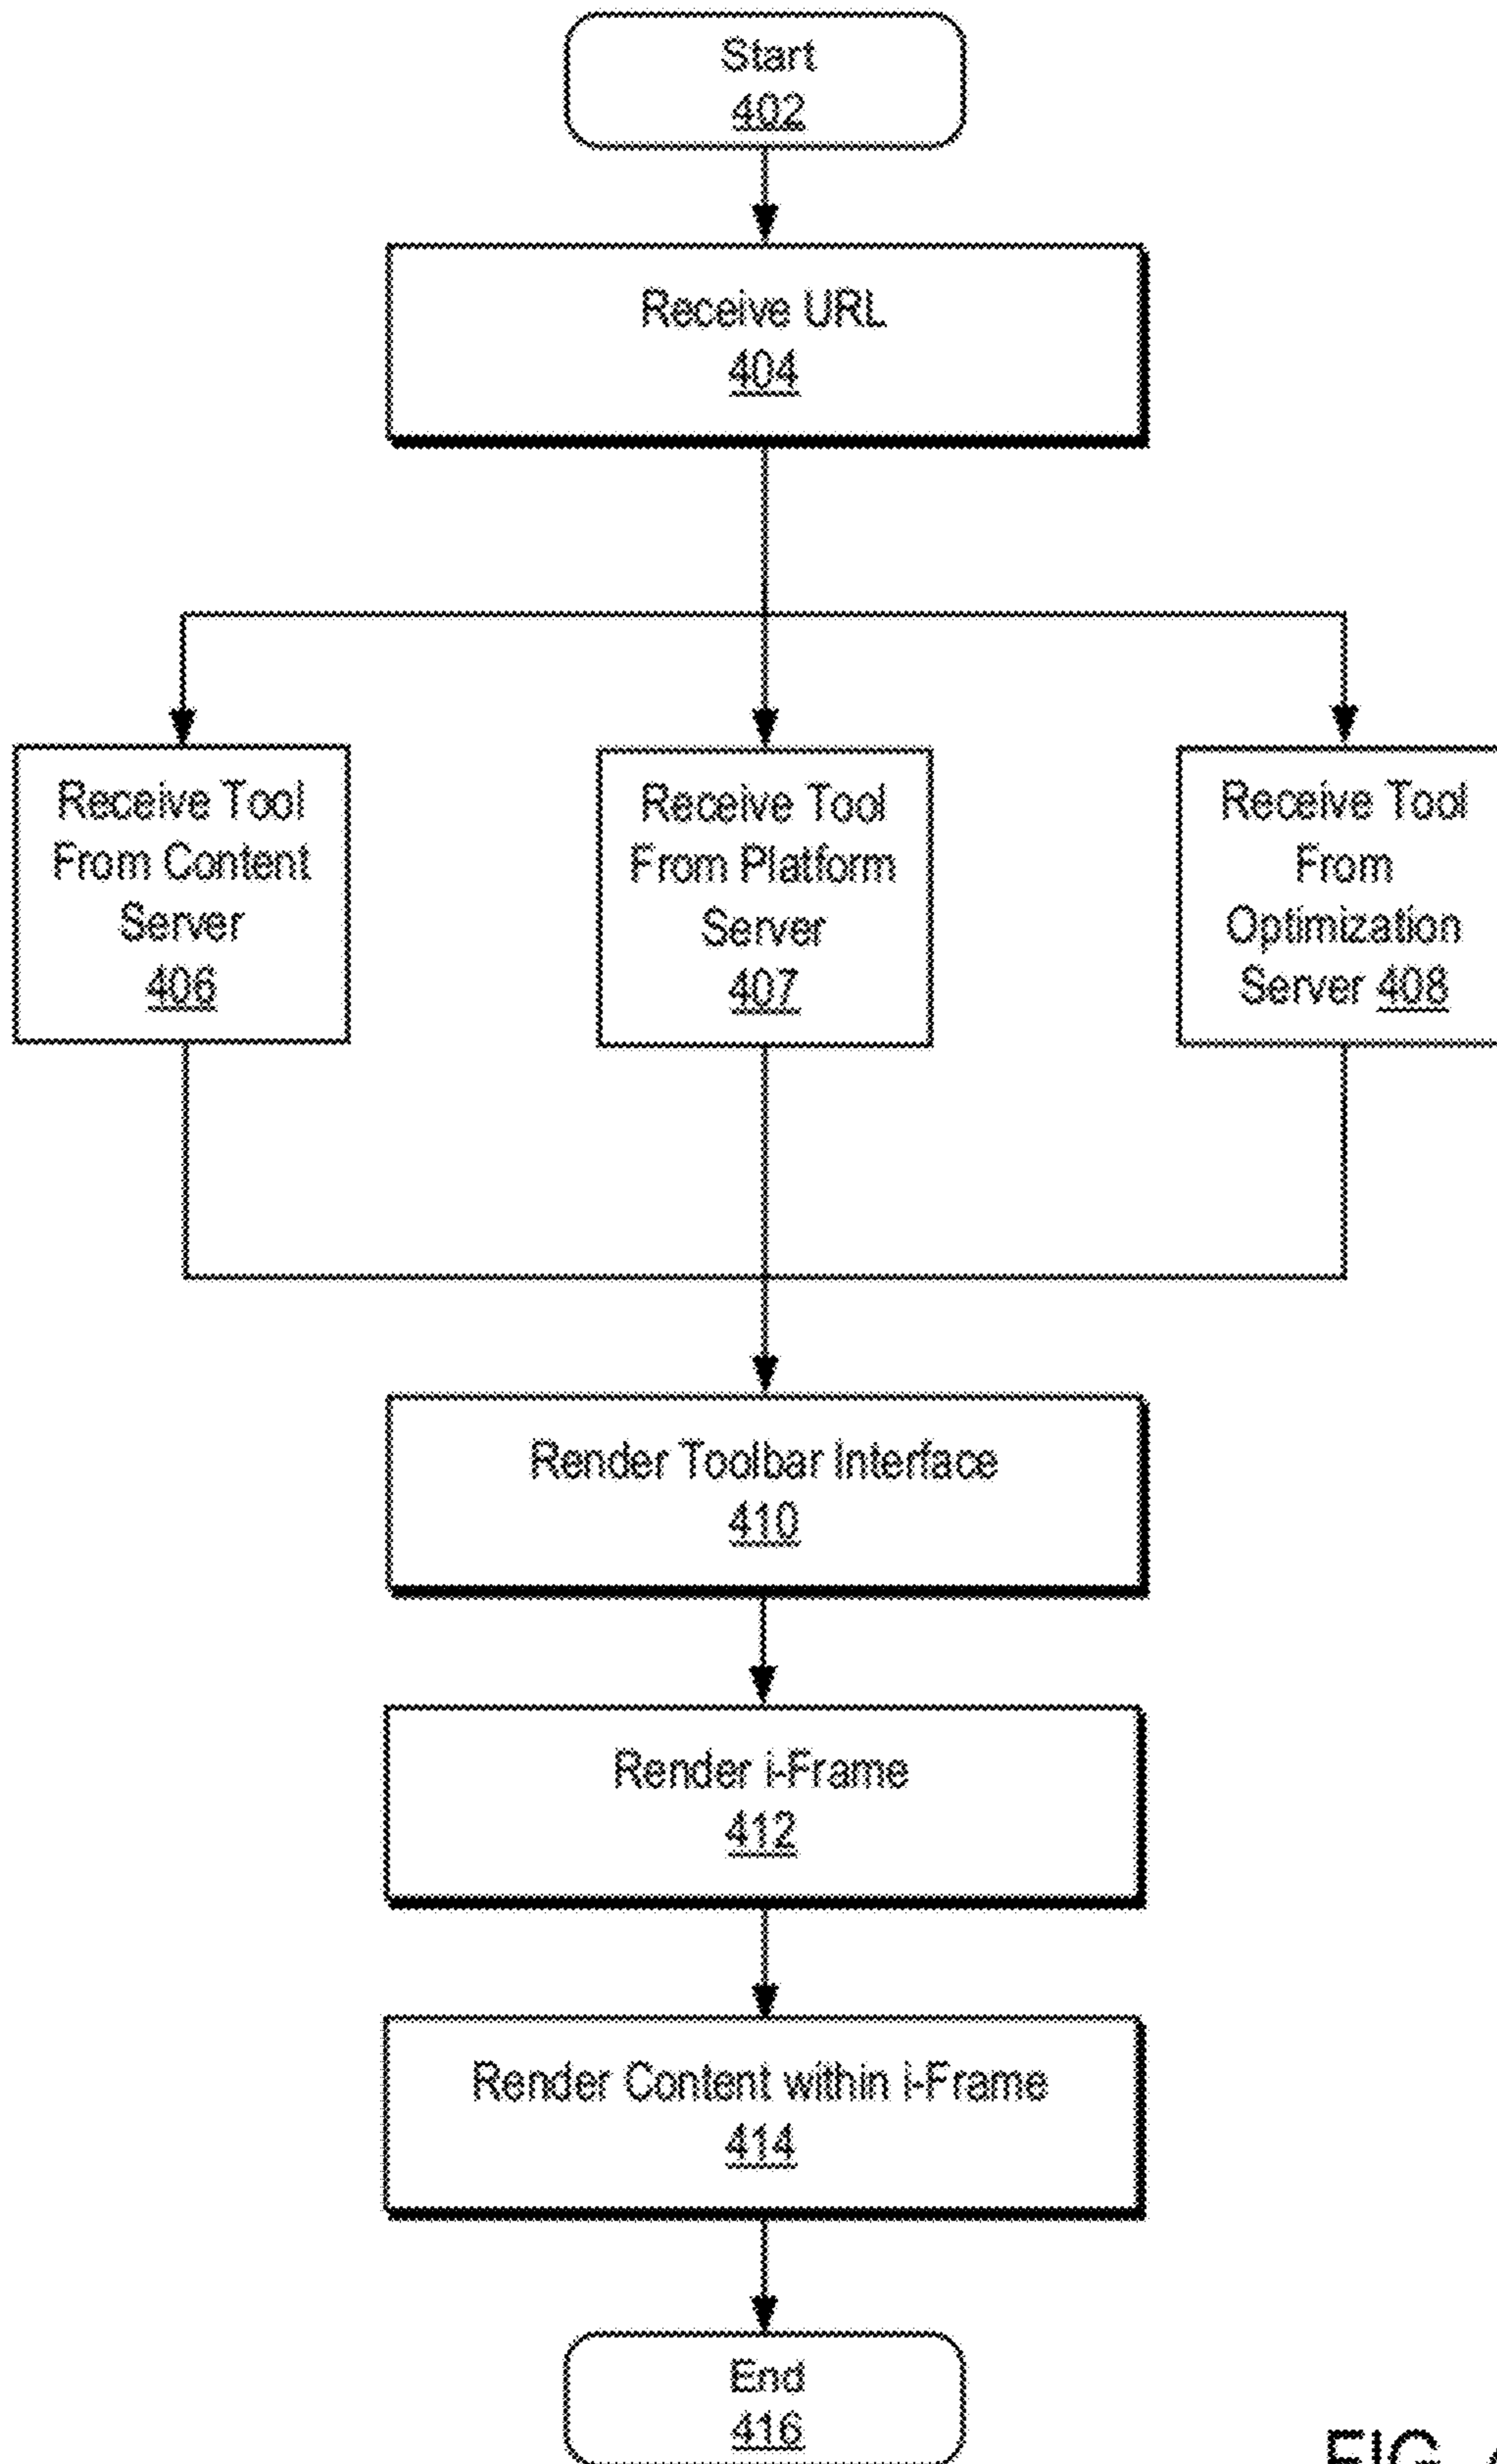 Start
402
Receive URL
404
Receive Tool
From Content
Server
406
Receive Tool
From Platform
Server
407
Receive Tool
From
Optimization
Server 408
Render Toolbar Interface
410
Render i-Frame
412
Render Content within i-Frame
414
End
416
FIG.